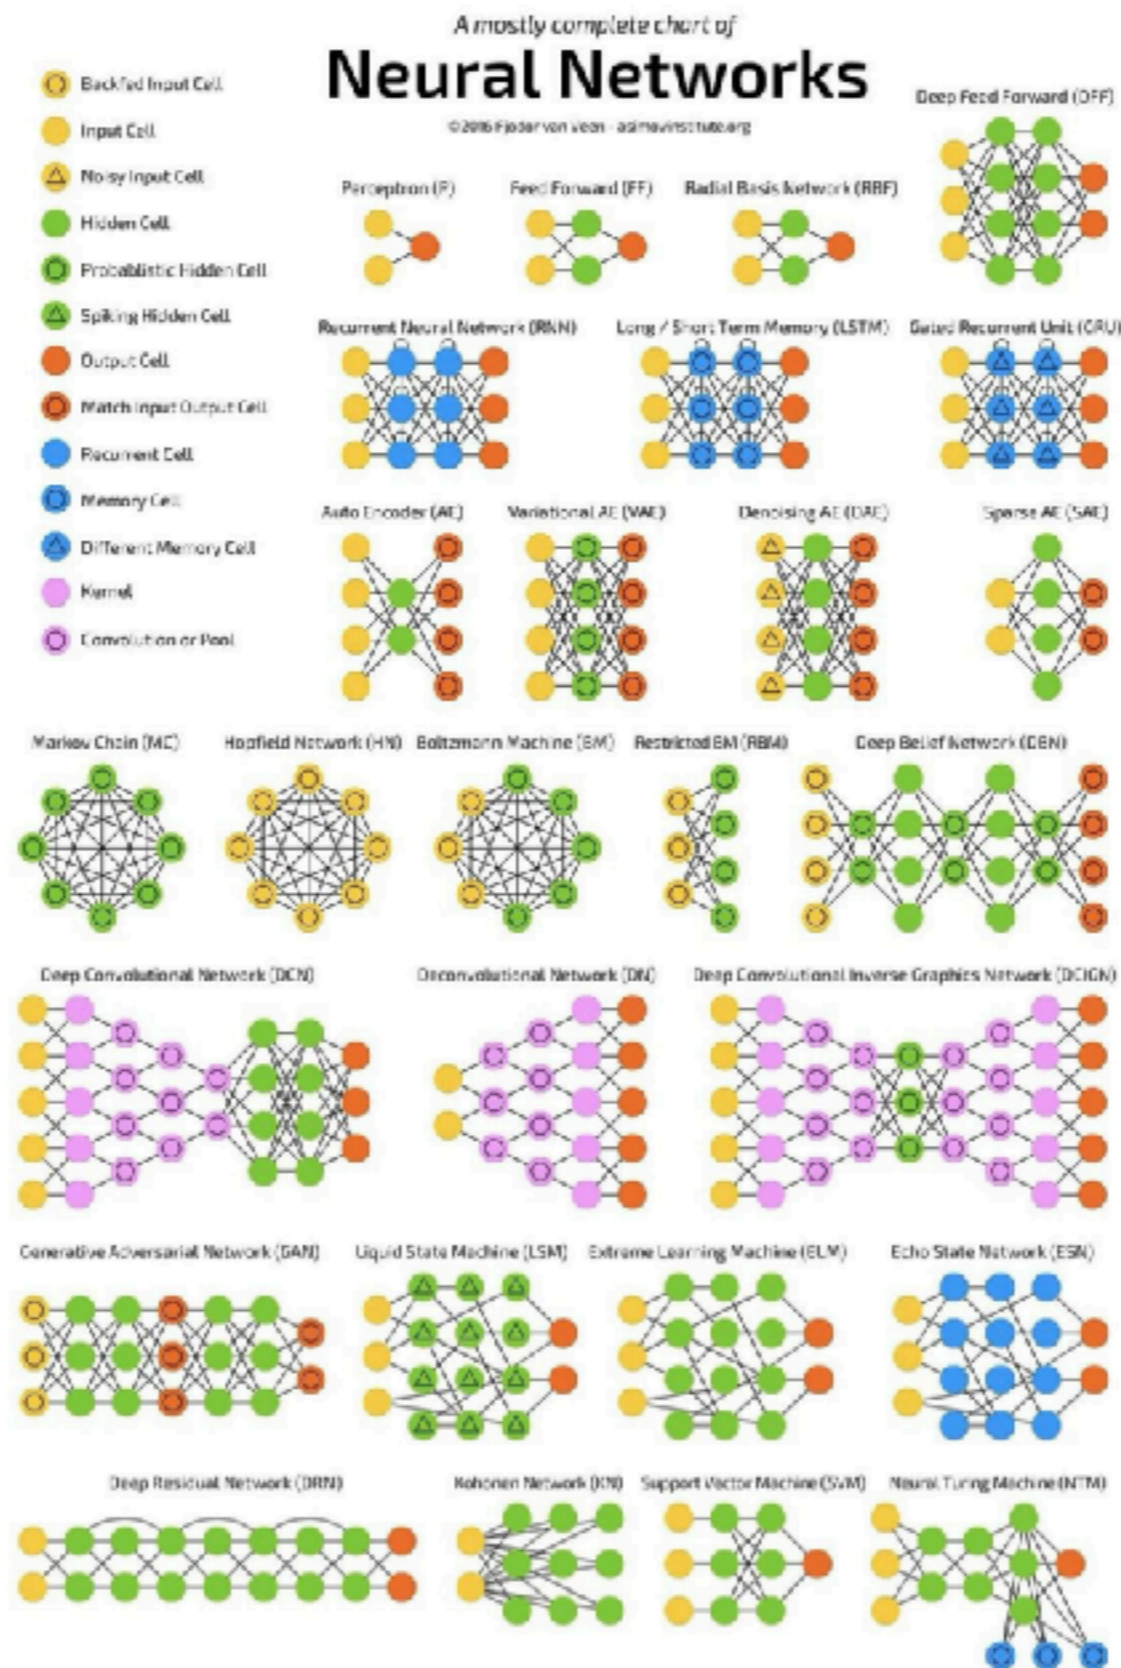 A mostly complete chart of
Neural Networks
©2016 Fjodor van Veen - asimovinstitute.org
Backfed Input Cell
Input Cell
Noisy Input Cell
Hidden Cell
Probablistic Hidden Cell
Spiking Hidden Cell
Output Cell
Match Input Output Cell
Recurrent Cell
Memory Cell
Different Memory Cell
Kernel
Convolution or Pool
Deep Feed Forward (DFF)
Perceptron (P)
Feed Forward (FF)
Radial Basis Network (RBF)
Recurrent Neural Network (RNN)
Long / Short Term Memory (LSTM)
Gated Recurrent Unit (GRU)
Auto Encoder (AE)
Variational AE (VAE)
Denoising AE (DAE)
Sparse AE (SAE)
Markov Chain (MC)
Hopfield Network (HN)
Boltzmann Machine (BM)
Restricted BM (RBM)
Deep Belief Network (DBN)
Deep Convolutional Network (DCN)
Deconvolutional Network (DN)
Deep Convolutional Inverse Graphics Network (DCIGN)
Generative Adversarial Network (GAN)
Liquid State Machine (LSM)
Extreme Learning Machine (ELM)
Echo State Network (ESN)
Deep Residual Network (DRN)
Kohonen Network (KN)
Support Vector Machine (SVM)
Neural Turing Machine (NTM)